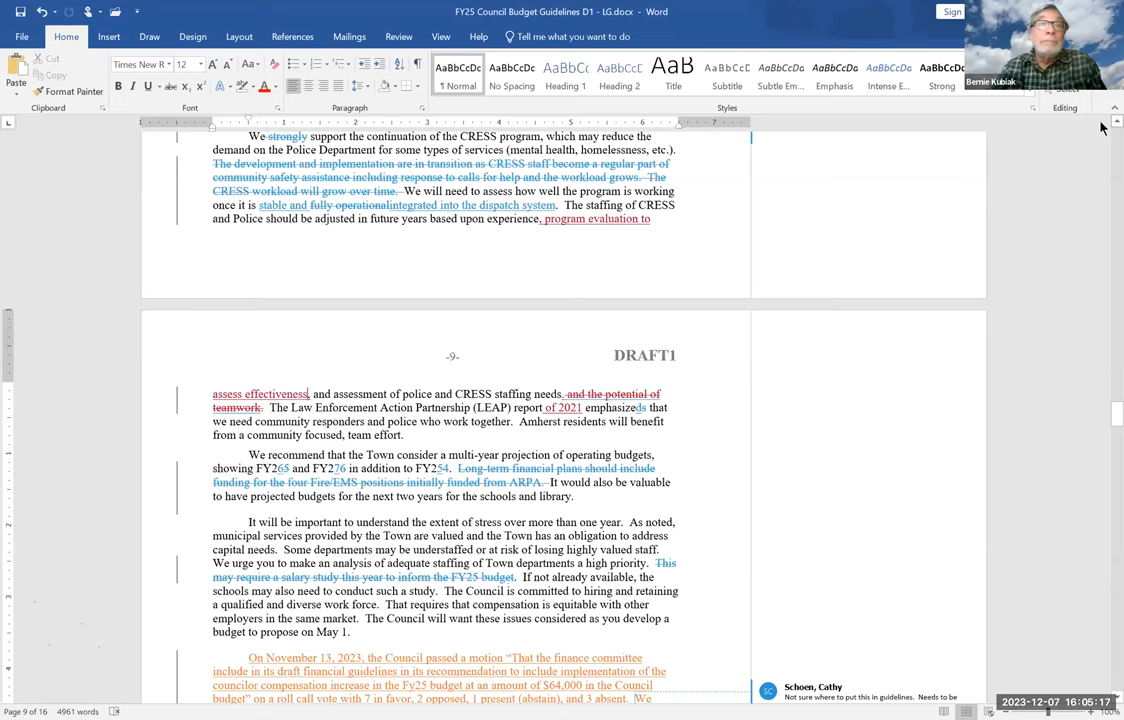 FY25 Council Budget Guidelines D1 - LG.docx - Word
Sign
File Home Insert Draw Design Layout References Mailings Review View Help Tell me what you want to do
Paste
Cut
Copy
Format Painter
Clipboard
Times New R 12
Font
Paragraph
AaBbCcDc AaBbCcDc AaBbCc AaBbCcE AaB AaBbCcD AaBbCcDa AaBbCcDa AaBbCcDa AaBbCcDc
¶ Normal No Spacing Heading 1 Heading 2 Title Subtitle Subtle Em... Emphasis Intense E... Strong
Styles
Select
Editing
Bernie Kubiak
We strongly support the continuation of the CRESS program, which may reduce the
demand on the Police Department for some types of services (mental health, homelessness, etc.).
The development and implementation are in transition as CRESS staff become a regular part of
community safety assistance including response to calls for help and the workload grows. The
CRESS workload will grow over time. We will need to assess how well the program is working
once it is stable and fully operationalintegrated into the dispatch system. The staffing of CRESS
and Police should be adjusted in future years based upon experience, program evaluation to
-9- DRAFT1
assess effectiveness, and assessment of police and CRESS staffing needs. and the potential of
teamwork. The Law Enforcement Action Partnership (LEAP) report of 2021 emphasizeds that
we need community responders and police who work together. Amherst residents will benefit
from a community focused, team effort.
We recommend that the Town consider a multi-year projection of operating budgets,
showing FY265 and FY276 in addition to FY254. Long-term financial plans should include
funding for the four Fire/EMS positions initially funded from ARPA. It would also be valuable
to have projected budgets for the next two years for the schools and library.
It will be important to understand the extent of stress over more than one year. As noted,
municipal services provided by the Town are valued and the Town has an obligation to address
capital needs. Some departments may be understaffed or at risk of losing highly valued staff.
We urge you to make an analysis of adequate staffing of Town departments a high priority. This
may require a salary study this year to inform the FY25 budget. If not already available, the
schools may also need to conduct such a study. The Council is committed to hiring and retaining
a qualified and diverse work force. That requires that compensation is equitable with other
employers in the same market. The Council will want these issues considered as you develop a
budget to propose on May 1.
On November 13, 2023, the Council passed a motion “That the finance committee
include in its draft financial guidelines in its recommendation to include implementation of the
councilor compensation increase in the Fy25 budget at an amount of $64,000 in the Council
budget” on a roll call vote with 7 in favor, 2 opposed, 1 present (abstain), and 3 absent. We
SC Schoen, Cathy
Not sure where to put this in guidelines. Needs to be
Page 9 of 16 4961 words
2023-12-07 16:05:17
100%